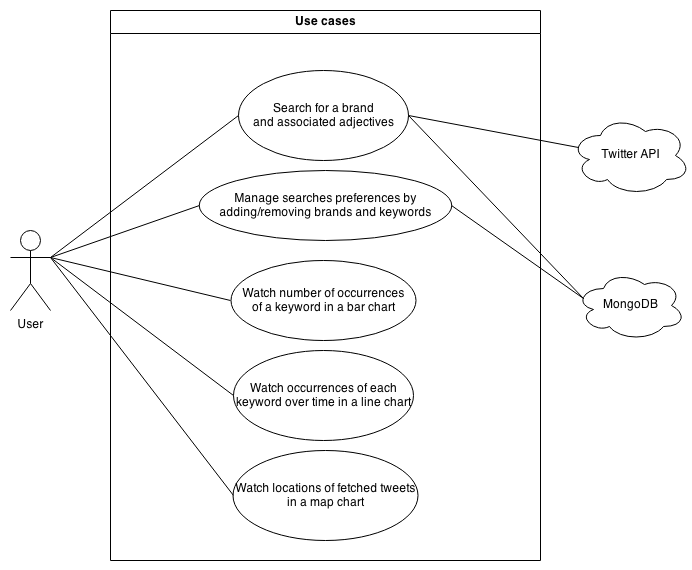 Use cases
Search for a brand
and associated adjectives
Twitter API
Manage searches preferences by
adding/removing brands and keywords
Watch number of occurrences
of a keyword in a bar chart
MongoDB
User
Watch occurrences of each
keyword over time in a line chart
Watch locations of fetched tweets
in a map chart